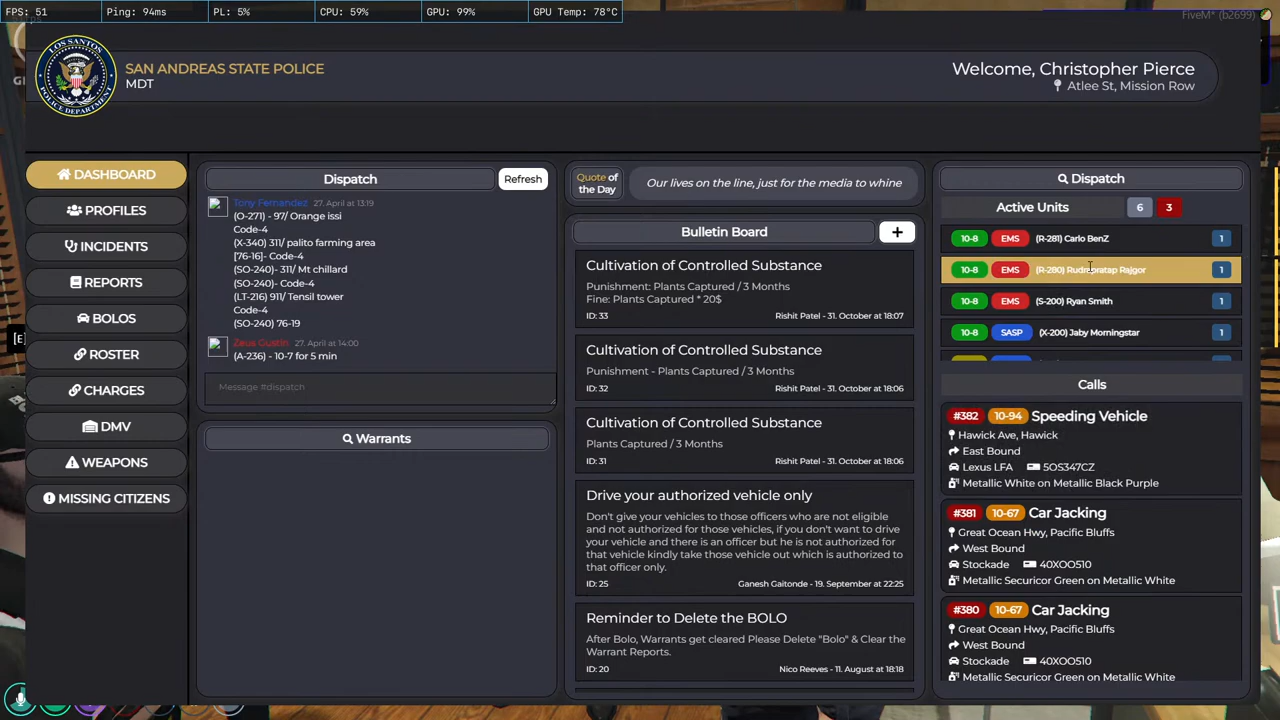 FPS: 51
Ping: 94ms
PL: 5%
CPU: 59%
GPU: 99%
GPU Temp: 78°C
FiveM* (b2699)
LOS SANTOS
POLICE DEPARTMENT
SAN ANDREAS STATE POLICE
MDT
Welcome, Christopher Pierce
Atlee St, Mission Row
DASHBOARD
PROFILES
INCIDENTS
REPORTS
BOLOS
ROSTER
CHARGES
DMV
WEAPONS
MISSING CITIZENS
[E]
Dispatch
Refresh
Tony Fernandez 27. April at 13:19
(O-271) - 97/ Orange issi
Code-4
(X-340) 311/ palito farming area
[76-16]- Code-4
(SO-240)- 311/ Mt chillard
(SO-240)- Code-4
(LT-216) 911/ Tensil tower
(SO-240) 76-19
Zeus Gustin 27. April at 14:00
(A-236) - 10-7 for 5 min
Message #dispatch
Warrants
Quote of
the Day
Our lives on the line, just for the media to whine
Bulletin Board
+
Cultivation of Controlled Substance
Punishment: Plants Captured / 3 Months
Fine: Plants Captured * 20$
ID: 33
Rishit Patel - 31. October at 18:07
Cultivation of Controlled Substance
Punishment - Plants Captured / 3 Months
ID: 32
Rishit Patel - 31. October at 18:06
Cultivation of Controlled Substance
Plants Captured / 3 Months
ID: 31
Rishit Patel - 31. October at 18:06
Drive your authorized vehicle only
Don't give your vehicles to those officers who are not eligible
and not authorized for those vehicles, if you don't want to drive
your vehicle and there is an officer but he is not authorized for
that vehicle kindly take those vehicle out which is authorized to
that officer only.
ID: 25
Ganesh Gaitonde - 19. September at 22:25
Reminder to Delete the BOLO
After Bolo, Warrants get cleared Please Delete "Bolo" & Clear the
Warrant Reports.
ID: 20
Nico Reeves - 11. August at 18:18
Dispatch
Active Units
6
3
10-8 EMS (R-281) Carlo BenZ 1
10-8 EMS (R-280) Rudrapratap Rajgor 1
10-8 EMS (S-200) Ryan Smith 1
10-8 SASP (X-200) Jaby Morningstar 1
Calls
#382 10-94 Speeding Vehicle
Hawick Ave, Hawick
East Bound
Lexus LFA 5OS347CZ
Metallic White on Metallic Black Purple
#381 10-67 Car Jacking
Great Ocean Hwy, Pacific Bluffs
West Bound
Stockade 40XOO510
Metallic Securicor Green on Metallic White
#380 10-67 Car Jacking
Great Ocean Hwy, Pacific Bluffs
West Bound
Stockade 40XOO510
Metallic Securicor Green on Metallic White